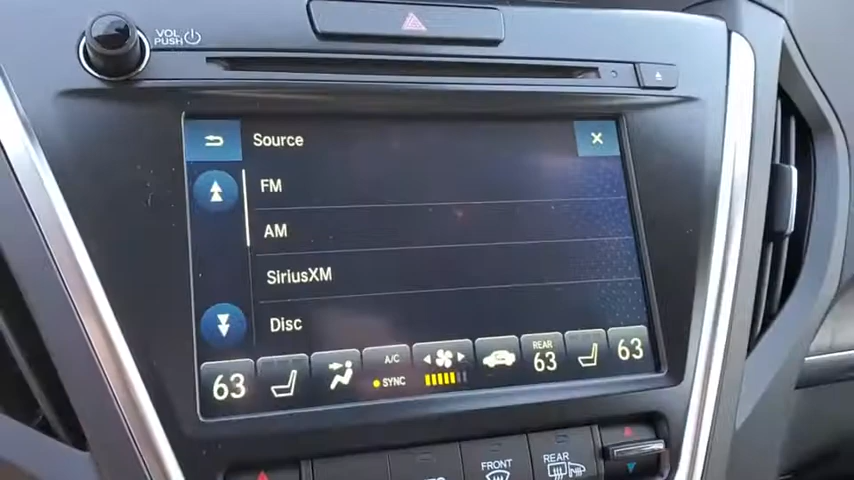 VOL
PUSH
Source
FM
AM
SiriusXM
Disc
63
A/C
SYNC
REAR
63
63
FRONT
REAR